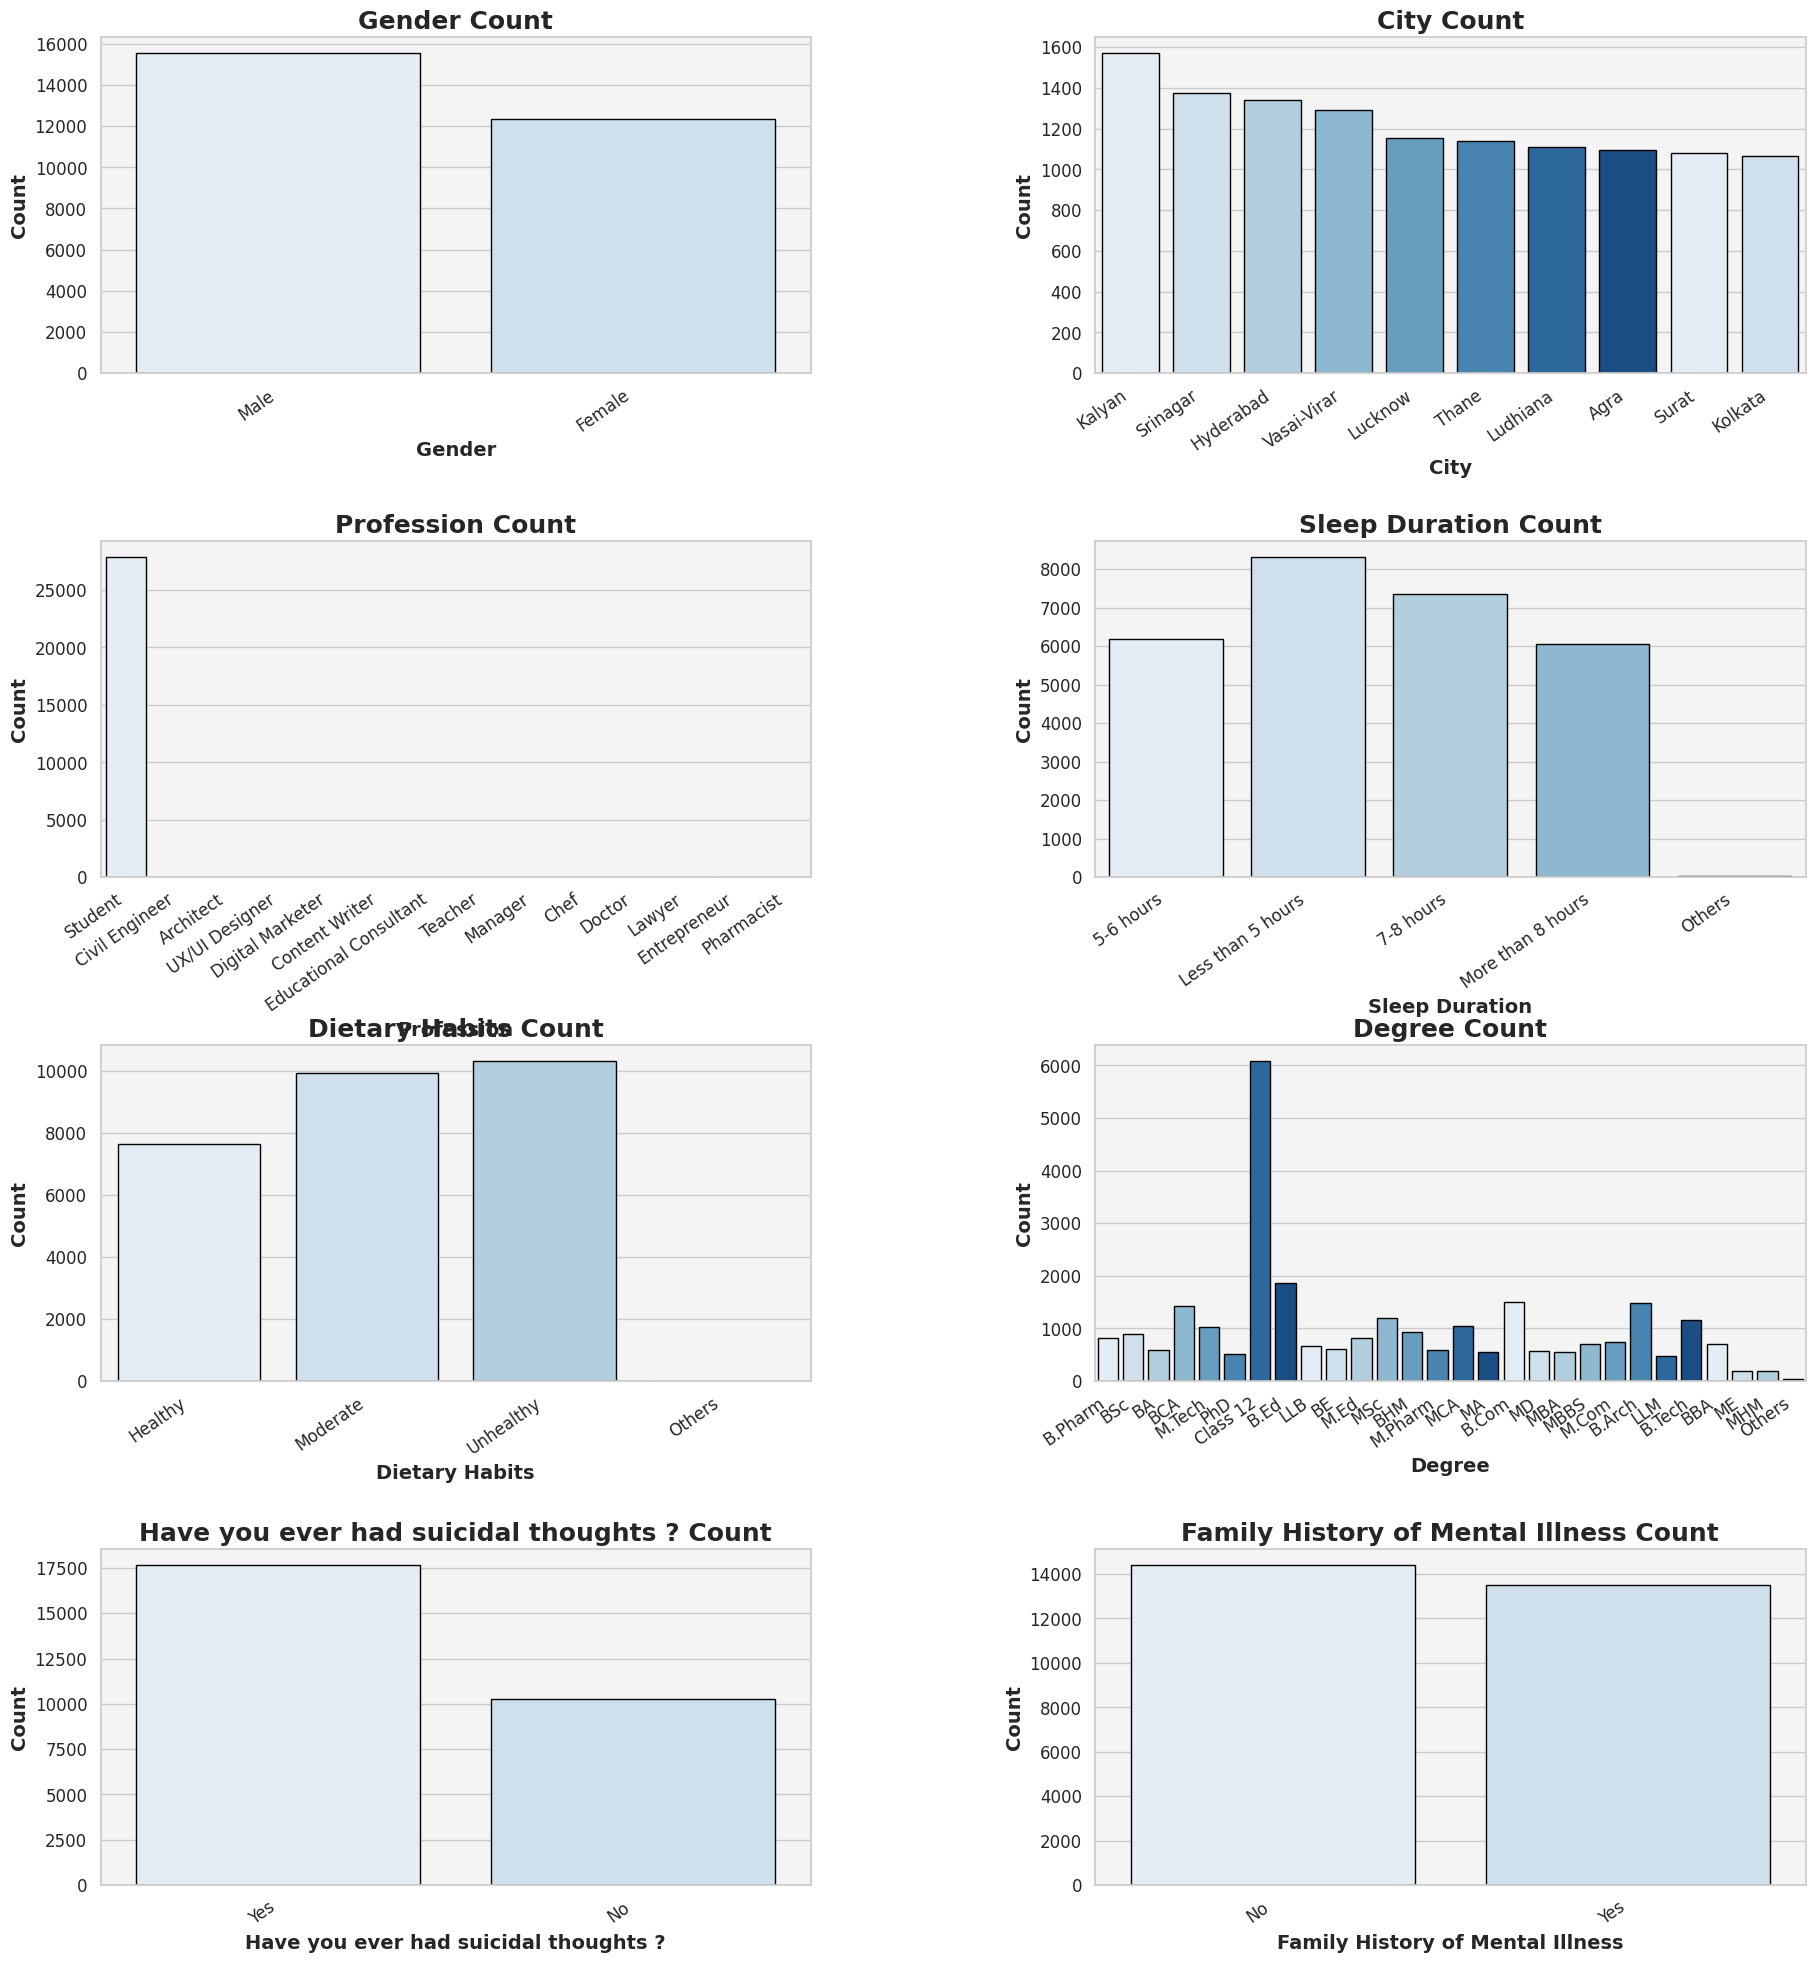 Gender Count
16000
14000
12000
10000
8000
6000
4000
2000
0
Count
Male
Female
Gender
City Count
1600
1400
1200
1000
800
600
400
200
0
Count
Kalyan
Srinagar
Hyderabad
Vasai-Virar
Lucknow
Thane
Ludhiana
Agra
Surat
Kolkata
City
Profession Count
25000
20000
15000
10000
5000
0
Count
Student
Civil Engineer
Architect
UX/UI Designer
Digital Marketer
Content Writer
Educational Consultant
Teacher
Manager
Chef
Doctor
Lawyer
Entrepreneur
Pharmacist
Profession
Sleep Duration Count
8000
7000
6000
5000
4000
3000
2000
1000
0
Count
5-6 hours
Less than 5 hours
7-8 hours
More than 8 hours
Others
Sleep Duration
Dietary Habits Count
10000
8000
6000
4000
2000
0
Count
Healthy
Moderate
Unhealthy
Others
Dietary Habits
Degree Count
6000
5000
4000
3000
2000
1000
0
Count
B.Pharm
BSc
BA
BCA
M.Tech
PhD
Class 12
B.Ed
LLB
BE
M.Ed
MSc
BHM
M.Pharm
MCA
MA
B.Com
MD
MBA
MBBS
M.Com
B.Arch
LLM
B.Tech
BBA
ME
MHM
Others
Degree
Have you ever had suicidal thoughts ? Count
17500
15000
12500
10000
7500
5000
2500
0
Count
Yes
No
Have you ever had suicidal thoughts ?
Family History of Mental Illness Count
14000
12000
10000
8000
6000
4000
2000
0
Count
No
Yes
Family History of Mental Illness